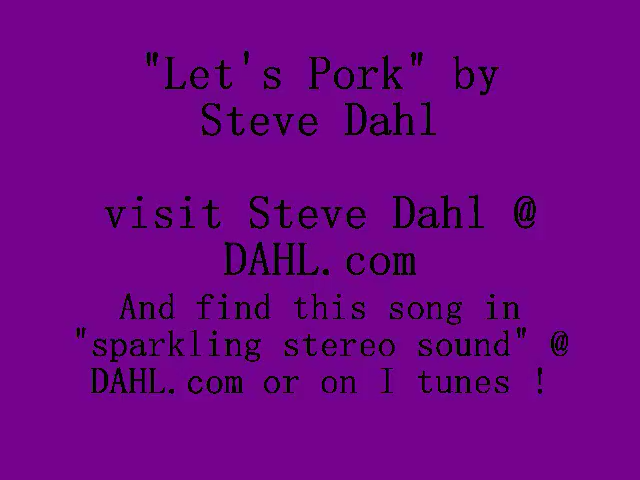 "Let's Pork" by
Steve Dahl
visit Steve Dahl @
DAHL.com
And find this song in
"sparkling stereo sound" @
DAHL.com or on I tunes !